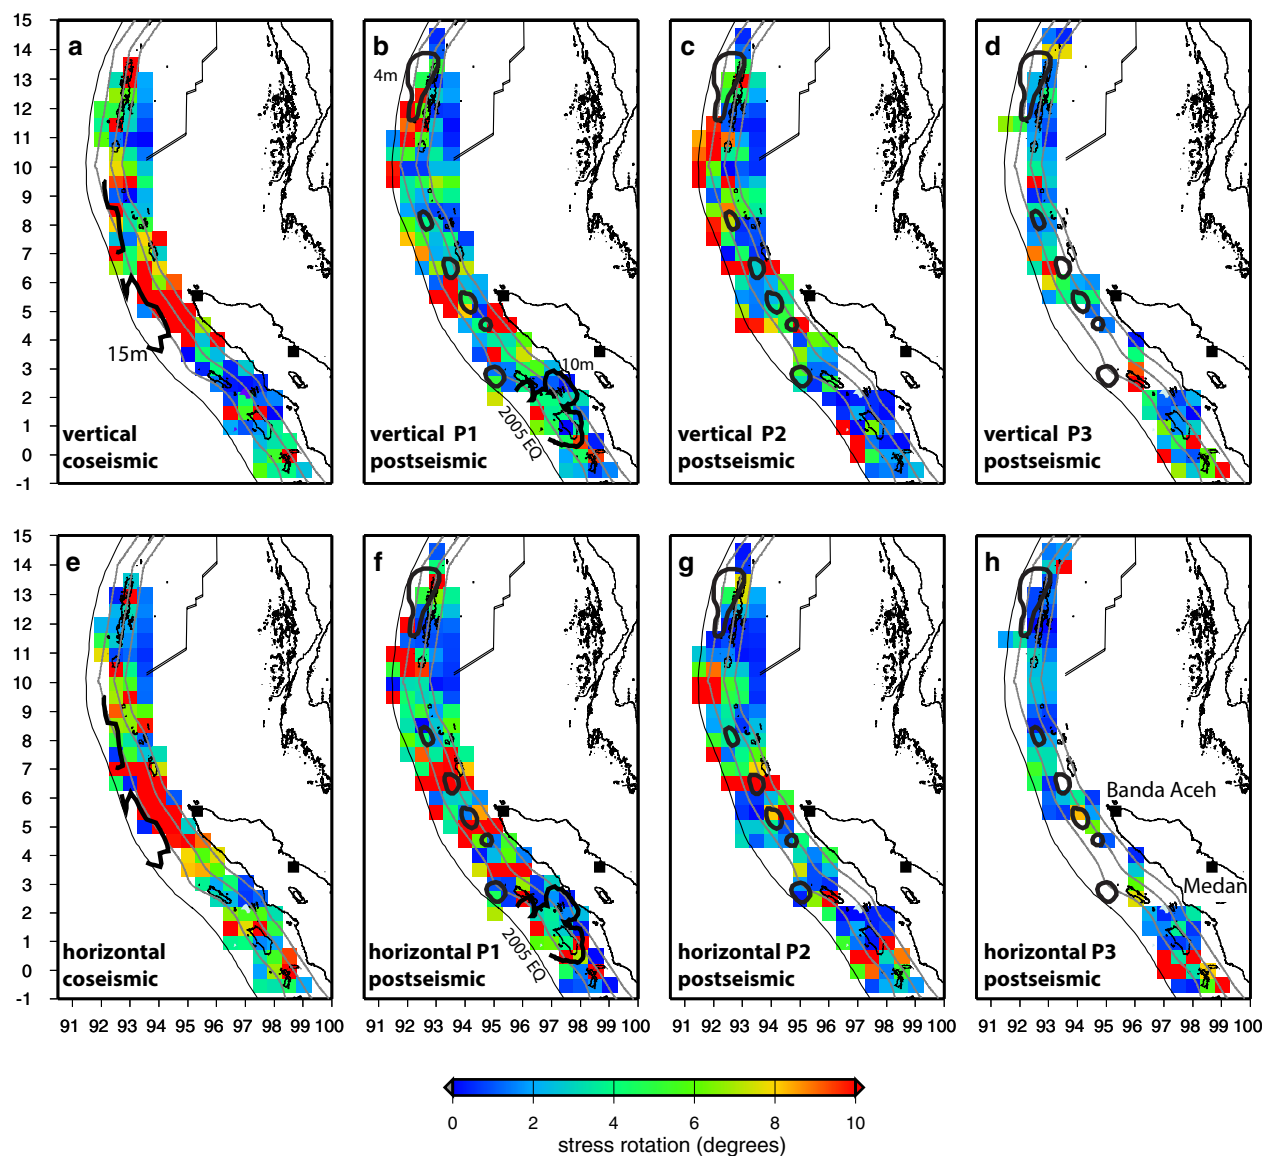 a
b
c
d
15
14
13
12
11
10
9
8
7
6
5
4
3
2
1
0
-1
4m
15m
10m
2005 EQ
vertical
coseismic
vertical P1
postseismic
vertical P2
postseismic
vertical P3
postseismic
e
f
g
h
15
14
13
12
11
10
9
8
7
6
5
4
3
2
1
0
-1
Banda Aceh
Medan
2005 EQ
horizontal
coseismic
horizontal P1
postseismic
horizontal P2
postseismic
horizontal P3
postseismic
91 92 93 94 95 96 97 98 99 100
91 92 93 94 95 96 97 98 99 100
91 92 93 94 95 96 97 98 99 100
91 92 93 94 95 96 97 98 99 100
0 2 4 6 8 10
stress rotation (degrees)